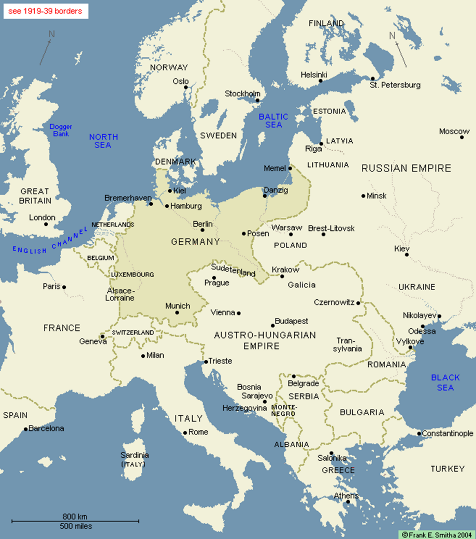 see 1919-39 borders
N
N
FINLAND
NORWAY
Oslo
Helsinki
St. Petersburg
Stockholm
ESTONIA
Dogger
Bank
NORTH
SEA
BALTIC
SEA
SWEDEN
Moscow
LATVIA
Riga
DENMARK
LITHUANIA
Memel
RUSSIAN EMPIRE
GREAT
BRITAIN
Kiel
Danzig
Minsk
Bremerhaven
Hamburg
London
NETHERLANDS
Berlin
Posen
Warsaw
Brest-Litovsk
GERMANY
POLAND
ENGLISH CHANNEL
BELGIUM
Kiev
LUXEMBOURG
Sudetenland
Krakow
Prague
Galicia
Paris
Alsace-
Lorraine
UKRAINE
Munich
Vienna
Czernowitz
Nikolayev
FRANCE
Budapest
Odessa
SWITZERLAND
Geneva
AUSTRO-HUNGARIAN
EMPIRE
Tran-
sylvania
Vylkove
Milan
Trieste
ROMANIA
Belgrade
BLACK
SEA
Bosnia
Sarajevo
Herzegovina
SERBIA
MONTE-
NEGRO
BULGARIA
SPAIN
Barcelona
ITALY
Rome
Constantinople
ALBANIA
Sardinia
(ITALY)
Salonika
GREECE
TURKEY
Athens
800 km
500 miles
© Frank E. Smitha 2004